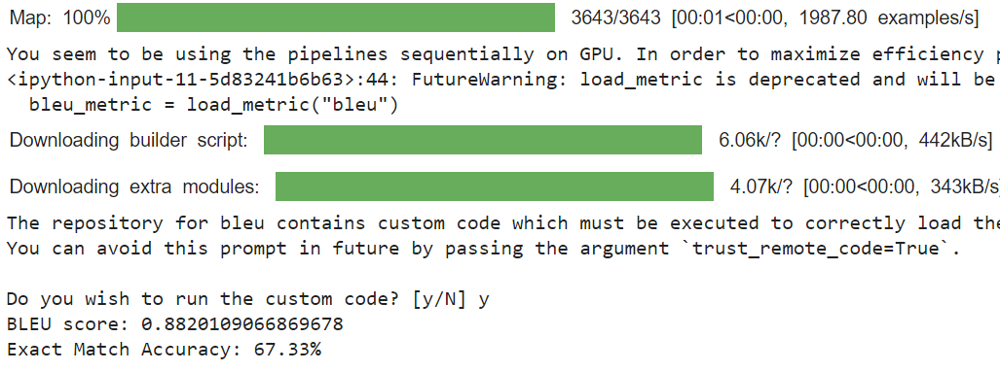 Map: 100% 3643/3643 [00:01<00:00, 1987.80 examples/s]
You seem to be using the pipelines sequentially on GPU. In order to maximize efficiency p
<ipython-input-11-5d83241b6b63>:44: FutureWarning: load_metric is deprecated and will be
bleu_metric = load_metric("bleu")
Downloading builder script: 6.06k/? [00:00<00:00, 442kB/s]
Downloading extra modules: 4.07k/? [00:00<00:00, 343kB/s]
The repository for bleu contains custom code which must be executed to correctly load the
You can avoid this prompt in future by passing the argument `trust_remote_code=True`.
Do you wish to run the custom code? [y/N] y
BLEU score: 0.8820109066869678
Exact Match Accuracy: 67.33%